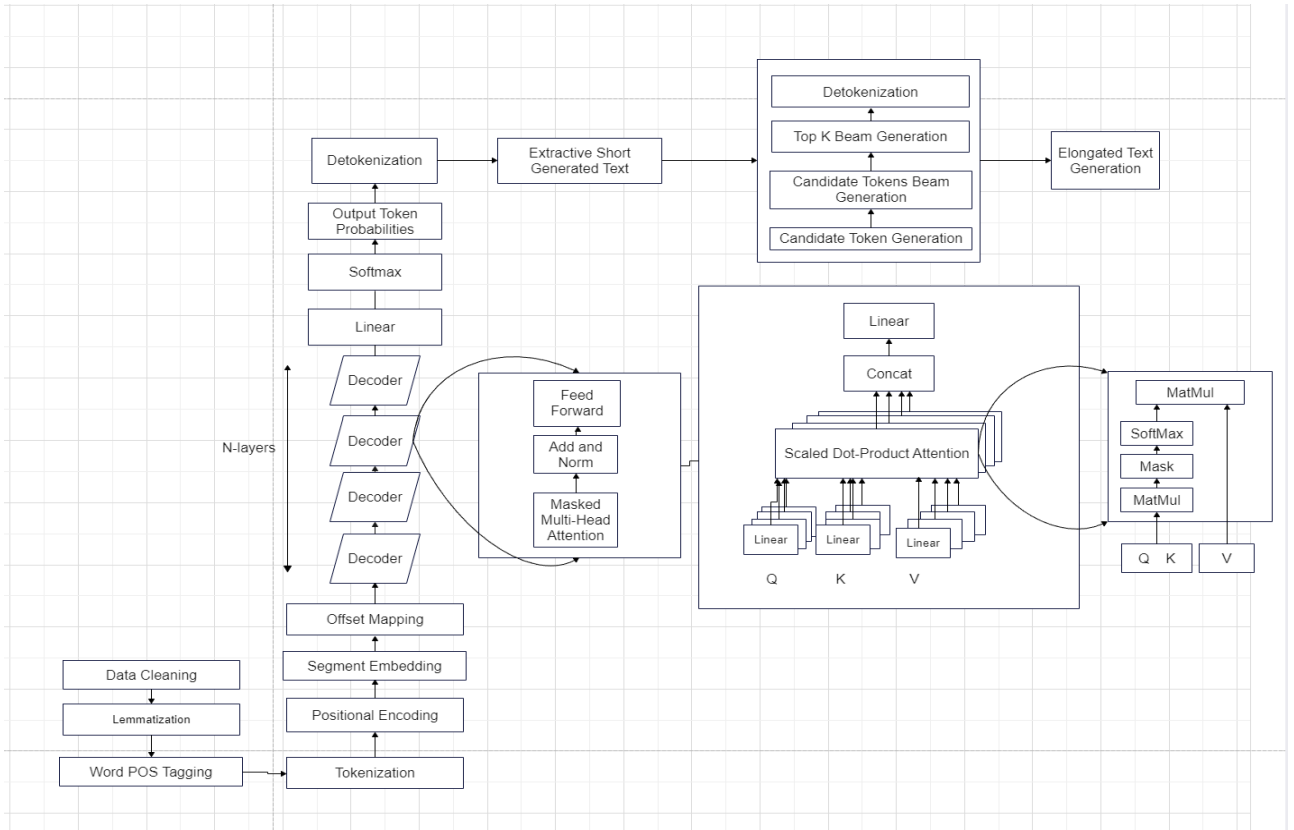 Detokenization
Top K Beam Generation
Candidate Tokens Beam
Generation
Candidate Token Generation
Elongated Text
Generation
Extractive Short
Generated Text
Detokenization
Output Token
Probabilities
Softmax
Linear
Decoder
Decoder
Decoder
Decoder
N-layers
Offset Mapping
Segment Embedding
Positional Encoding
Tokenization
Data Cleaning
Lemmatization
Word POS Tagging
Feed
Forward
Add and
Norm
Masked
Multi-Head
Attention
Linear
Concat
Scaled Dot-Product Attention
Linear
Linear
Linear
Q
K
V
MatMul
SoftMax
Mask
MatMul
Q K
V